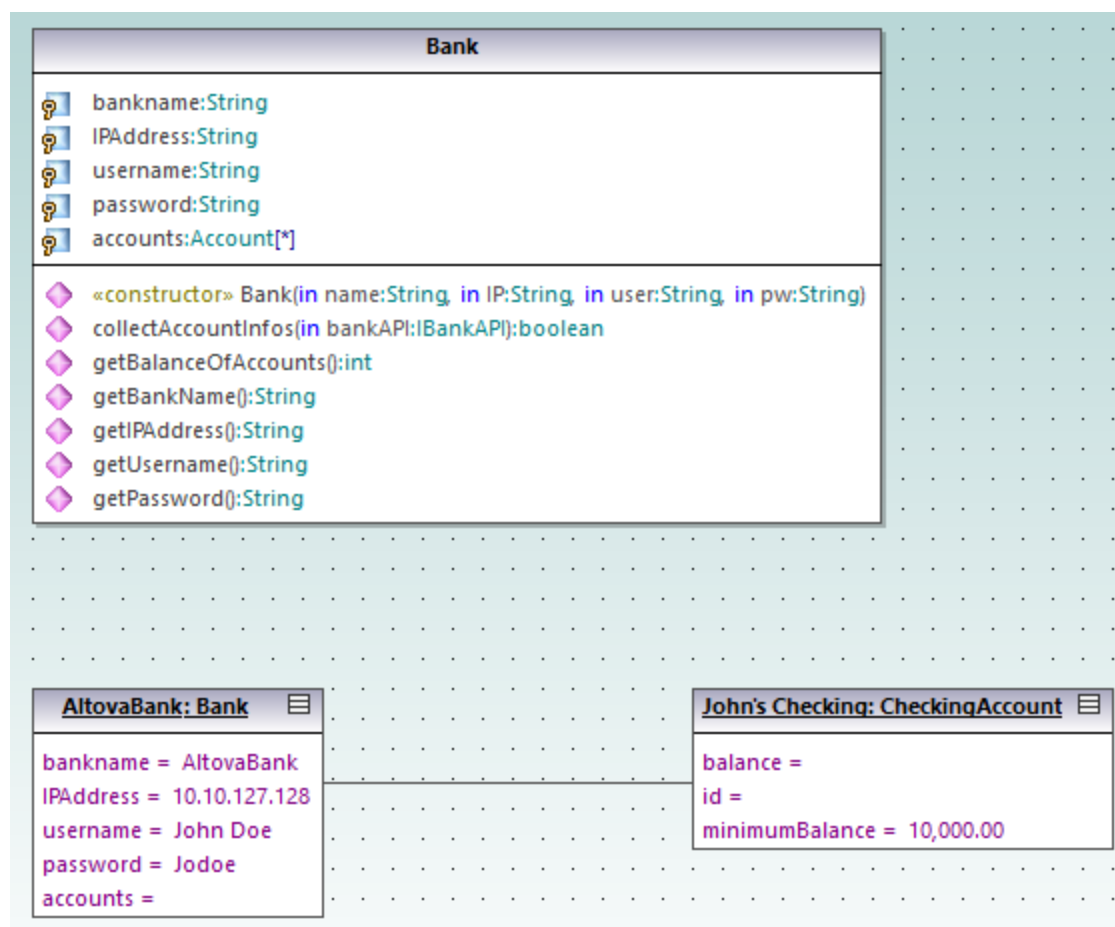 Bank
bankname:String
IPAddress:String
username:String
password:String
accounts:Account[*]
«constructor» Bank(in name:String, in IP:String, in user:String, in pw:String)
collectAccountInfos(in bankAPI:IBankAPI):boolean
getBalanceOfAccounts():int
getBankName():String
getIPAddress():String
getUsername():String
getPassword():String
AltovaBank: Bank
bankname = AltovaBank
IPAddress = 10.10.127.128
username = John Doe
password = Jodoe
accounts =
John's Checking: CheckingAccount
balance =
id =
minimumBalance = 10,000.00